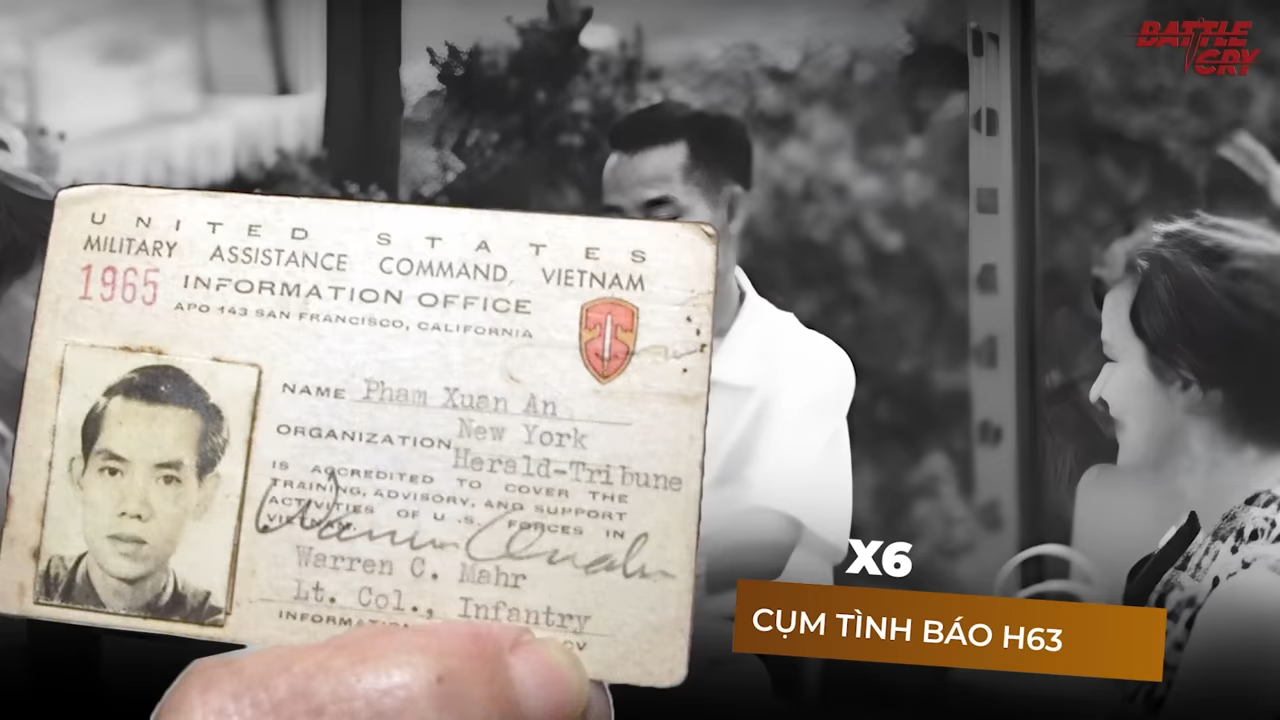 BATTLE
CRY
UNITED STATES
MILITARY ASSISTANCE COMMAND, VIETNAM
1965 INFORMATION OFFICE
APO 143 SAN FRANCISCO, CALIFORNIA
NAME Pham Xuan An
ORGANIZATION New York
Herald-Tribune
IS ACCREDITED TO COVER THE
TRAINING, ADVISORY, AND SUPPORT
ACTIVITIES OF U.S. FORCES IN
VIETNAM.
Warren C. Mahr
Lt. Col., Infantry
X6
CỤM TÌNH BÁO H63